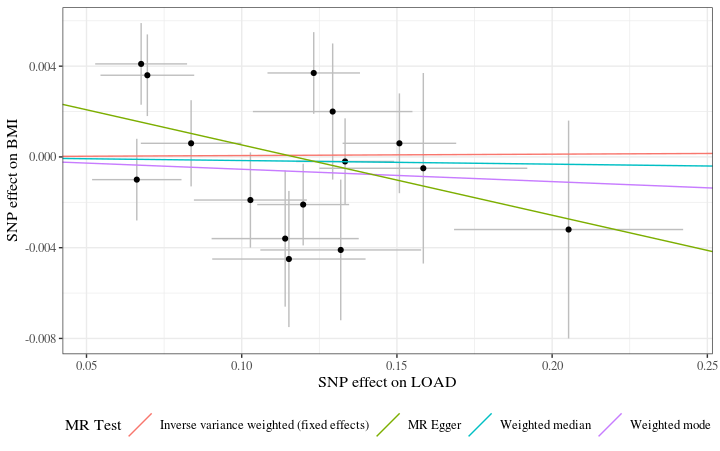 SNP effect on BMI
0.004
0.000
-0.004
-0.008
0.05 0.10 0.15 0.20 0.25
SNP effect on LOAD
MR Test Inverse variance weighted (fixed effects) MR Egger Weighted median Weighted mode